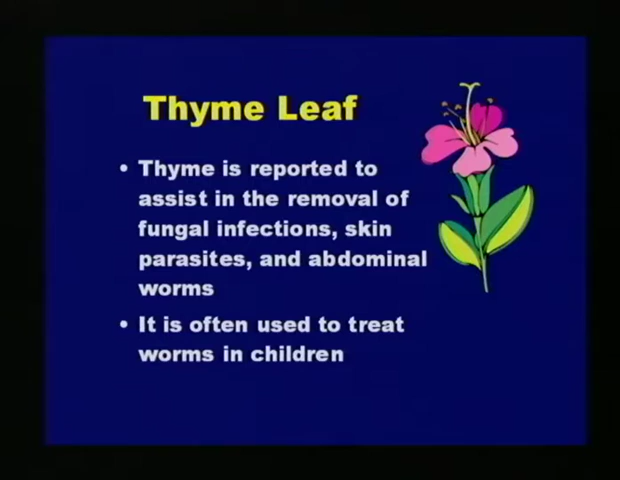 Thyme Leaf
• Thyme is reported to
assist in the removal of
fungal infections, skin
parasites, and abdominal
worms
• It is often used to treat
worms in children